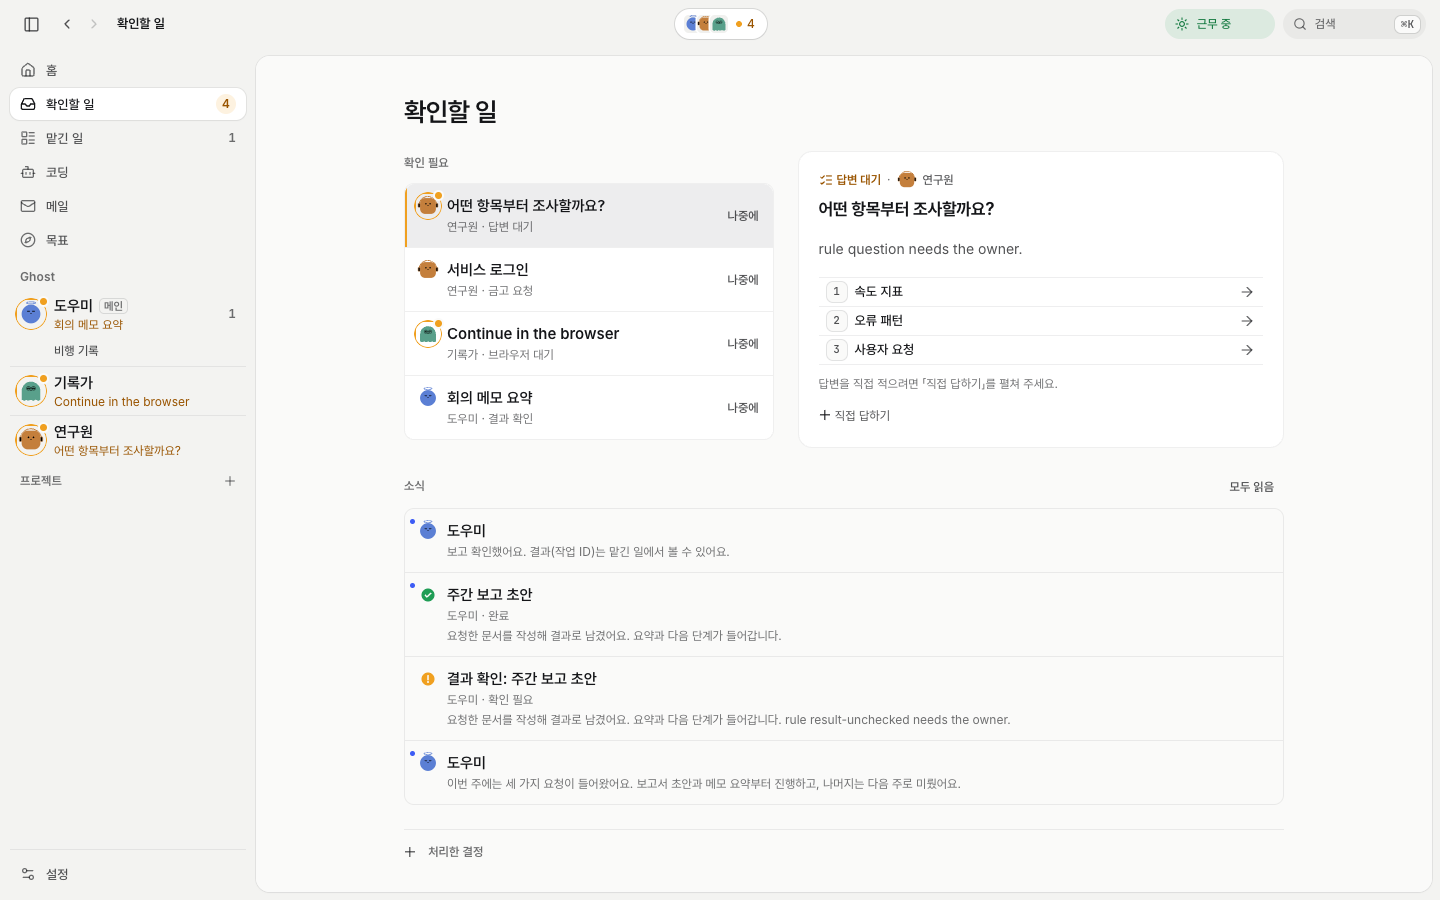 확인할 일
4
근무 중
검색
⌘K
홈
확인할 일
4
맡긴 일
1
코딩
메일
목표
Ghost
도우미
메인
회의 메모 요약
1
비행 기록
기록가
Continue in the browser
연구원
어떤 항목부터 조사할까요?
프로젝트
설정
확인할 일
확인 필요
어떤 항목부터 조사할까요?
연구원 · 답변 대기
나중에
서비스 로그인
연구원 · 금고 요청
나중에
Continue in the browser
기록가 · 브라우저 대기
나중에
회의 메모 요약
도우미 · 결과 확인
나중에
답변 대기 · 연구원
어떤 항목부터 조사할까요?
rule question needs the owner.
1 속도 지표
2 오류 패턴
3 사용자 요청
답변을 직접 적으려면 「직접 답하기」를 펼쳐 주세요.
직접 답하기
소식
모두 읽음
도우미
보고 확인했어요. 결과(작업 ID)는 맡긴 일에서 볼 수 있어요.
주간 보고 초안
도우미 · 완료
요청한 문서를 작성해 결과로 남겼어요. 요약과 다음 단계가 들어갑니다.
결과 확인: 주간 보고 초안
도우미 · 확인 필요
요청한 문서를 작성해 결과로 남겼어요. 요약과 다음 단계가 들어갑니다. rule result-unchecked needs the owner.
도우미
이번 주에는 세 가지 요청이 들어왔어요. 보고서 초안과 메모 요약부터 진행하고, 나머지는 다음 주로 미뤘어요.
처리한 결정